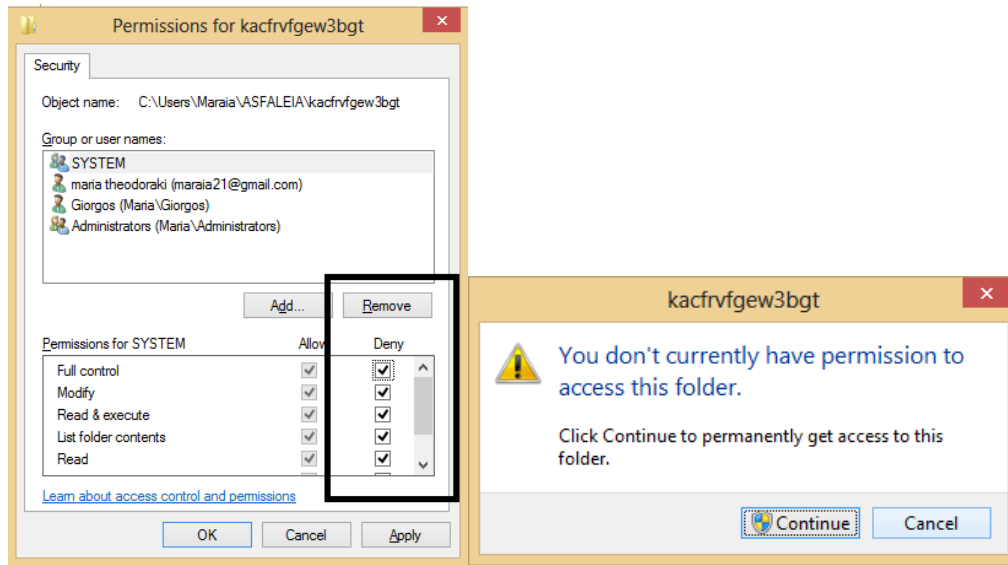 Permissions for kacfrvfgew3bgt
Security
Object name: C:\Users\Maraia\ASFALEIA\kacfrvfgew3bgt
Group or user names:
SYSTEM
maria theodoraki (maraia21@gmail.com)
Giorgos (Maria\Giorgos)
Administrators (Maria\Administrators)
Add... Remove
Permissions for SYSTEM Allow Deny
Full control
Modify
Read & execute
List folder contents
Read
Learn about access control and permissions
OK Cancel Apply
kacfrvfgew3bgt
You don't currently have permission to
access this folder.
Click Continue to permanently get access to this
folder.
Continue Cancel